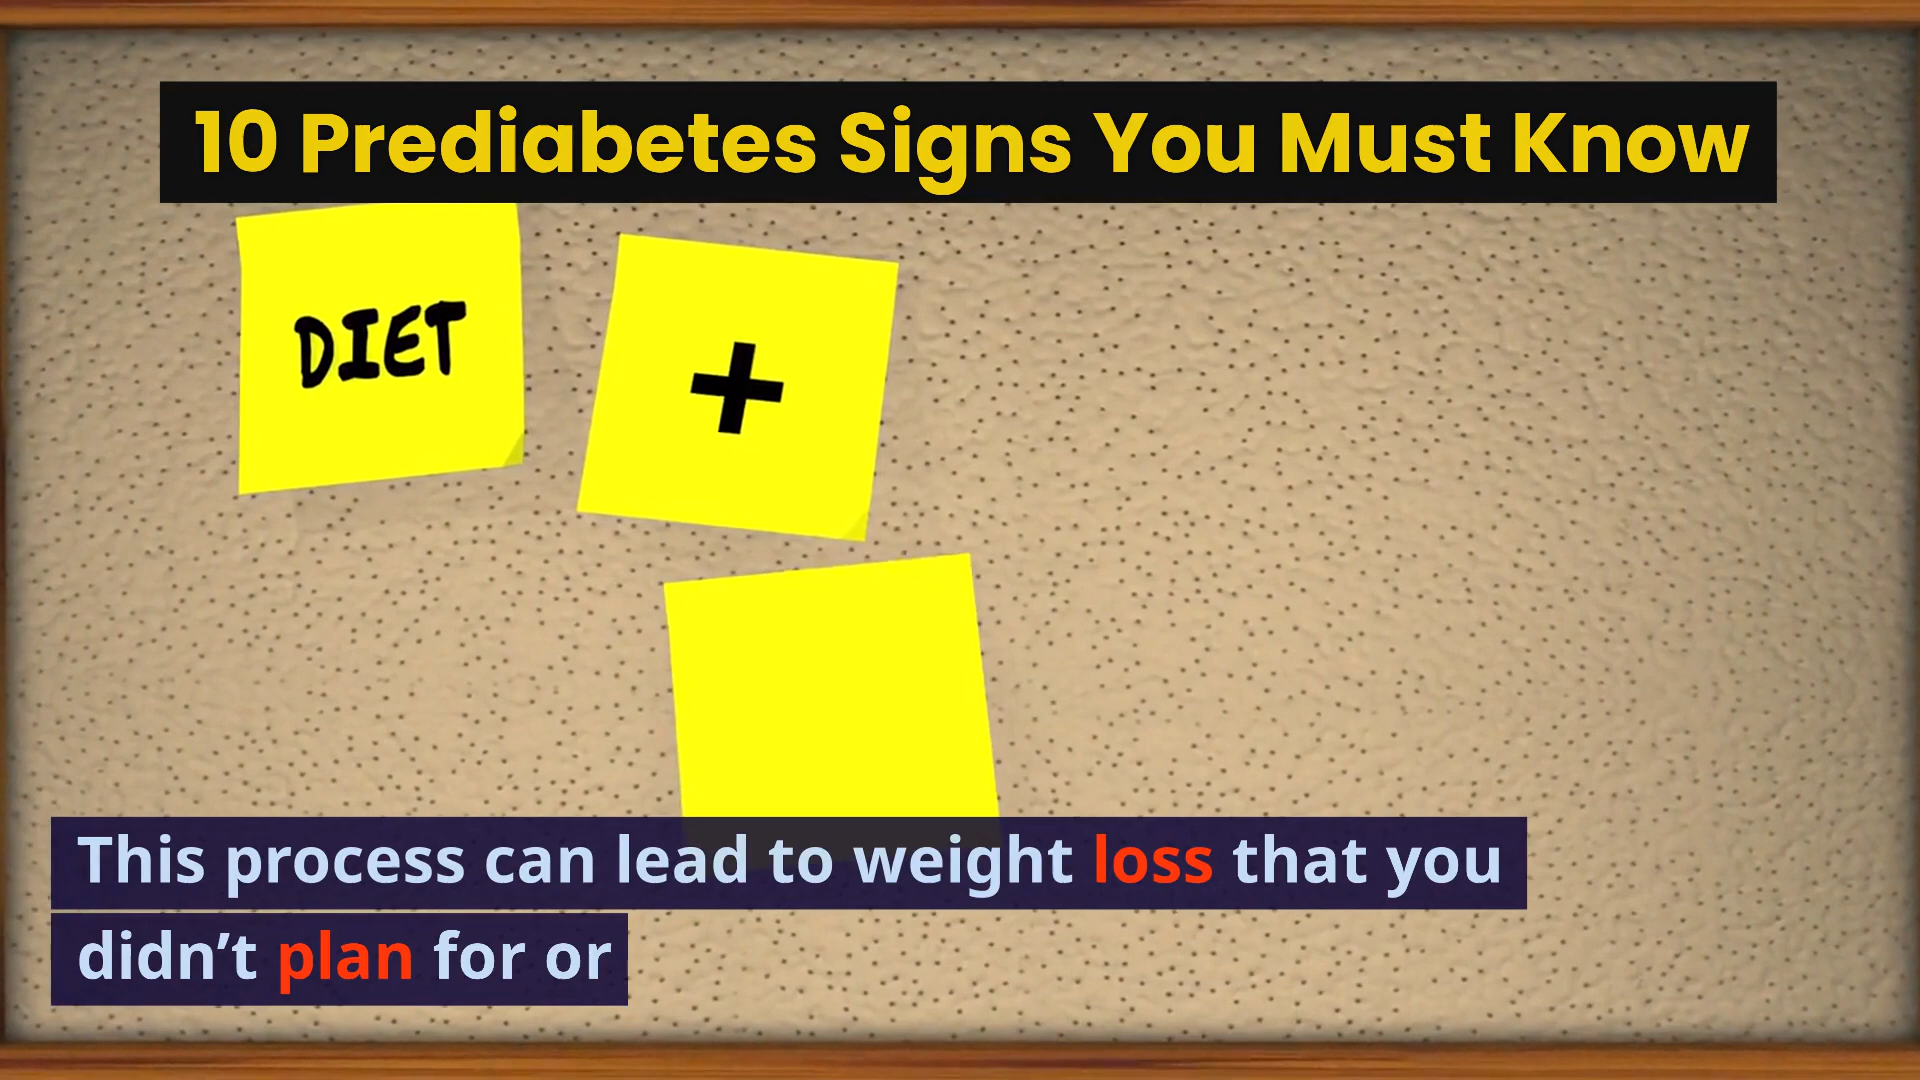 10 Prediabetes Signs You Must Know
DIET
+
This process can lead to weight loss that you
didn’t plan for or